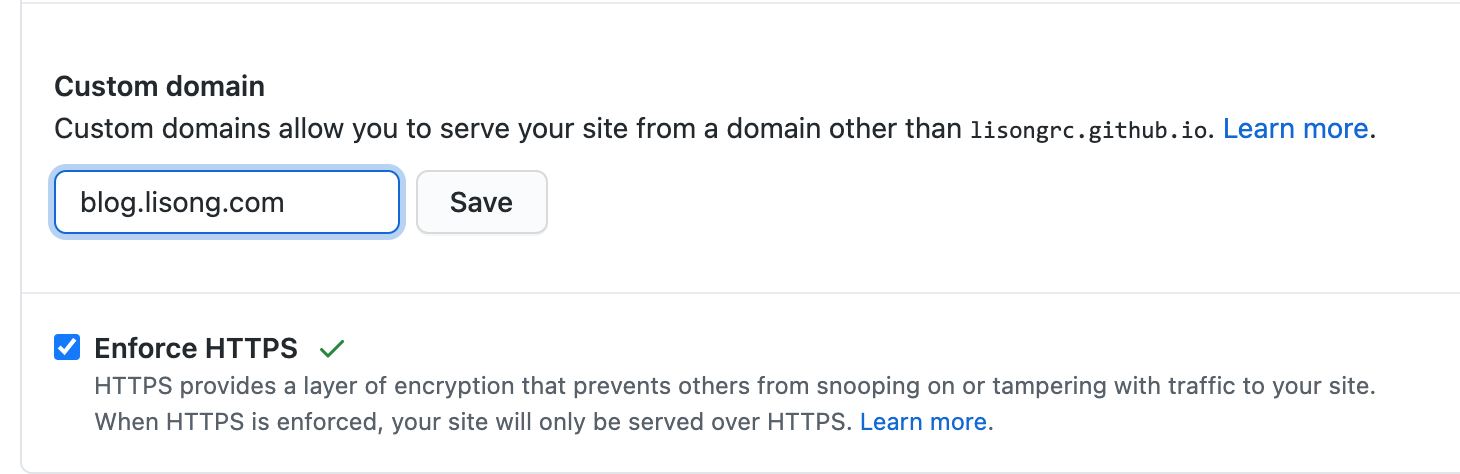 Custom domain
Custom domains allow you to serve your site from a domain other than lisongrc.github.io. Learn more.
blog.lisong.com Save
Enforce HTTPS
HTTPS provides a layer of encryption that prevents others from snooping on or tampering with traffic to your site.
When HTTPS is enforced, your site will only be served over HTTPS. Learn more.